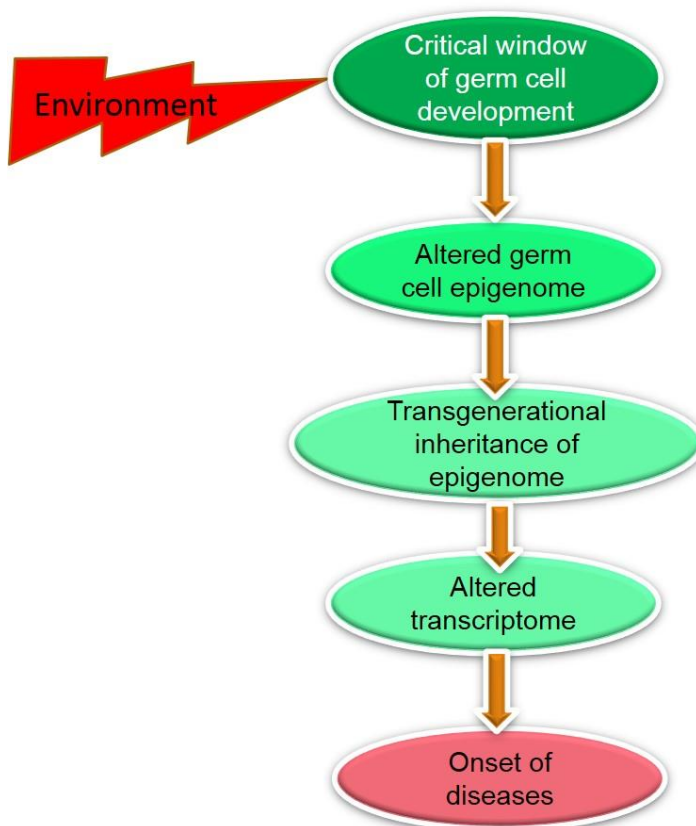 Environment
Critical window
of germ cell
development
Altered germ
cell epigenome
Transgenerational
inheritance of
epigenome
Altered
transcriptome
Onset of
diseases